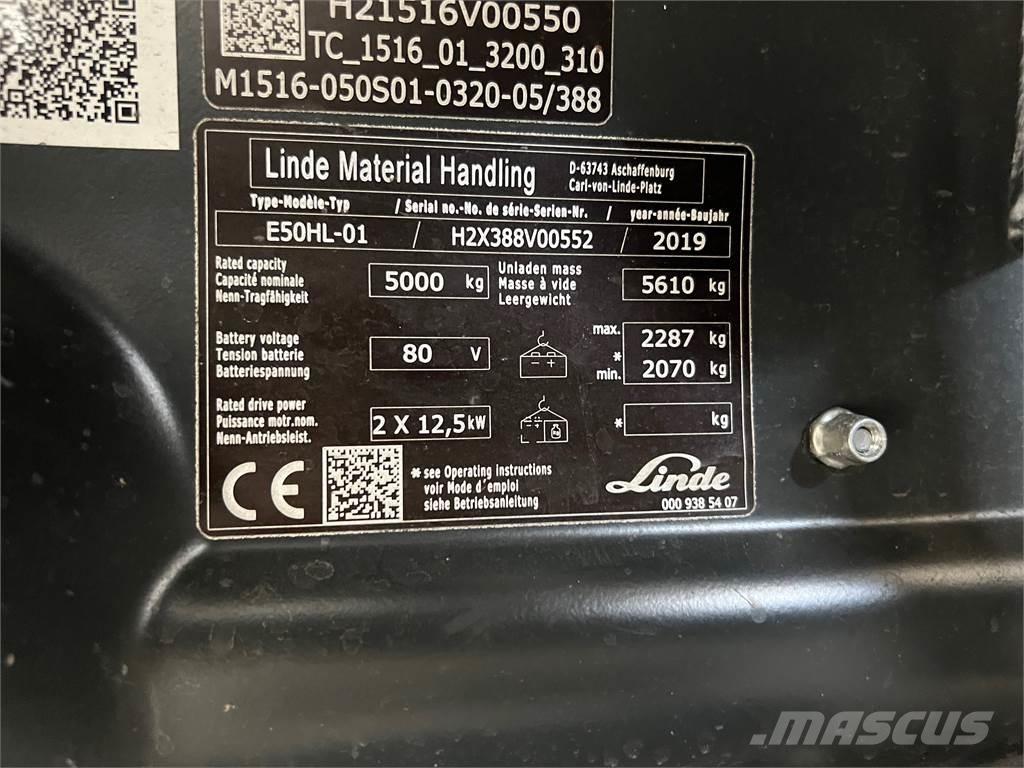 H21516V00550
TC_1516_01_3200_310
M1516-050S01-0320-05/388
Linde Material Handling
D-63743 Aschaffenburg
Carl-von-Linde-Platz
Type-Modèle-Typ / Serial no.-No. de série-Serien-Nr. / year-année-Baujahr
E50HL-01 / H2X388V00552 / 2019
Rated capacity
Capacité nominale
Nenn-Tragfähigkeit
5000 kg
Unladen mass
Masse à vide
Leergewicht
5610 kg
Battery voltage
Tension batterie
Batteriespannung
80 V
max. 2287 kg
*
min. 2070 kg
Rated drive power
Puissance motr.nom.
Nenn-Antriebsleist.
2 X 12,5kW
* kg
CE
* see Operating instructions
voir Mode d'emploi
siehe Betriebsanleitung
Linde
000 938 54 07
MASCUS